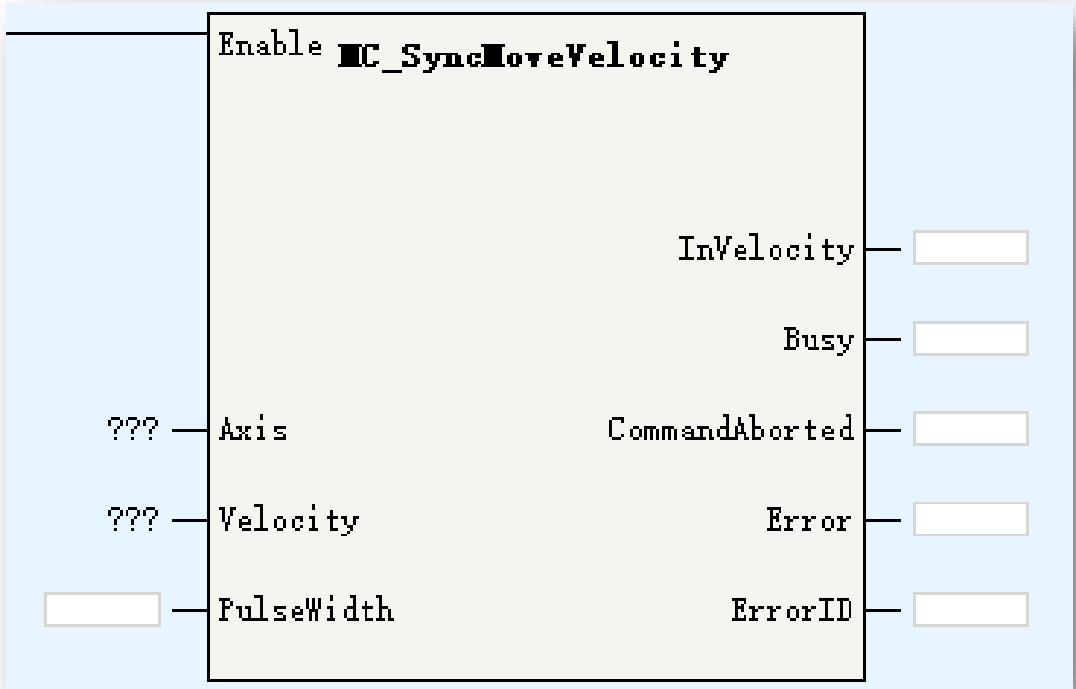 Enable MC_SyncMoveVelocity
InVelocity
Busy
??? Axis CommandAborted
??? Velocity Error
PulseWidth ErrorID